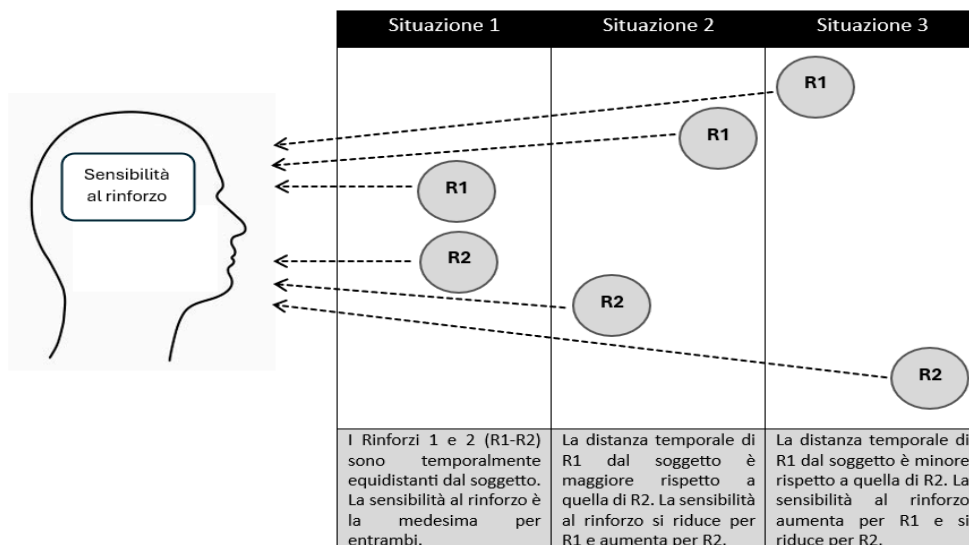 Situazione 1
Situazione 2
Situazione 3
R1
R1
Sensibilità
al rinforzo
R1
R2
R2
R2
I Rinforzi 1 e 2 (R1-R2)
sono temporalmente
equidistanti dal soggetto.
La sensibilità al rinforzo è
la medesima per
entrambi.
La distanza temporale di
R1 dal soggetto è
maggiore rispetto a
quella di R2. La sensibilità
al rinforzo si riduce per
R1 e aumenta per R2.
La distanza temporale di
R1 dal soggetto è minore
rispetto a quella di R2. La
sensibilità al rinforzo
aumenta per R1 e si
riduce per R2.